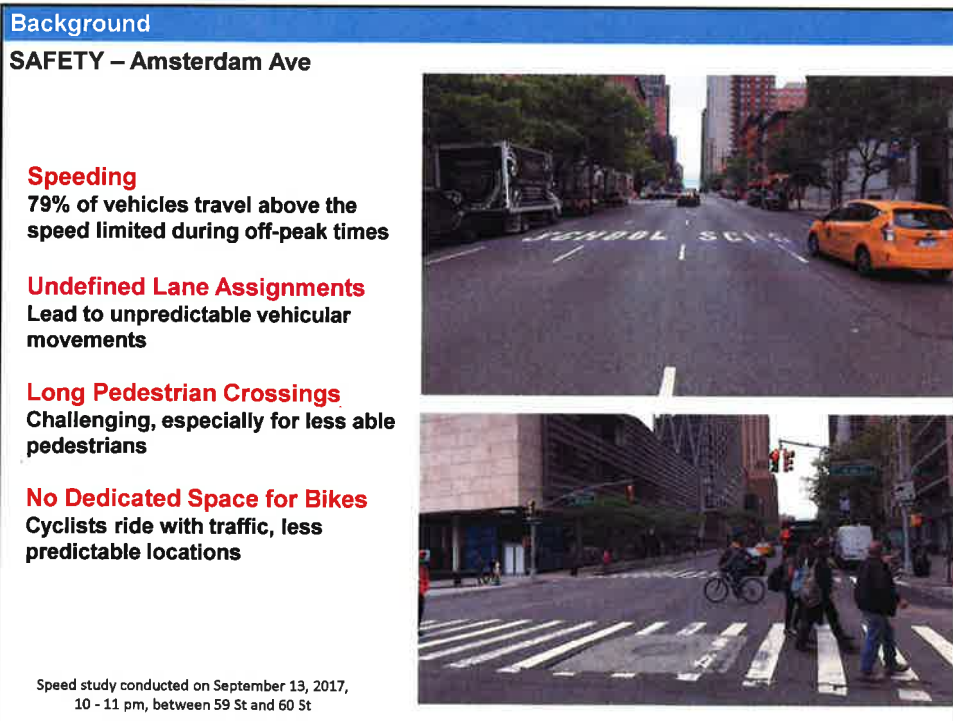 Background
SAFETY – Amsterdam Ave
Speeding
79% of vehicles travel above the
speed limited during off-peak times
Undefined Lane Assignments
Lead to unpredictable vehicular
movements
Long Pedestrian Crossings
Challenging, especially for less able
pedestrians
No Dedicated Space for Bikes
Cyclists ride with traffic, less
predictable locations
Speed study conducted on September 13, 2017,
10 - 11 pm, between 59 St and 60 St
SCHOOL